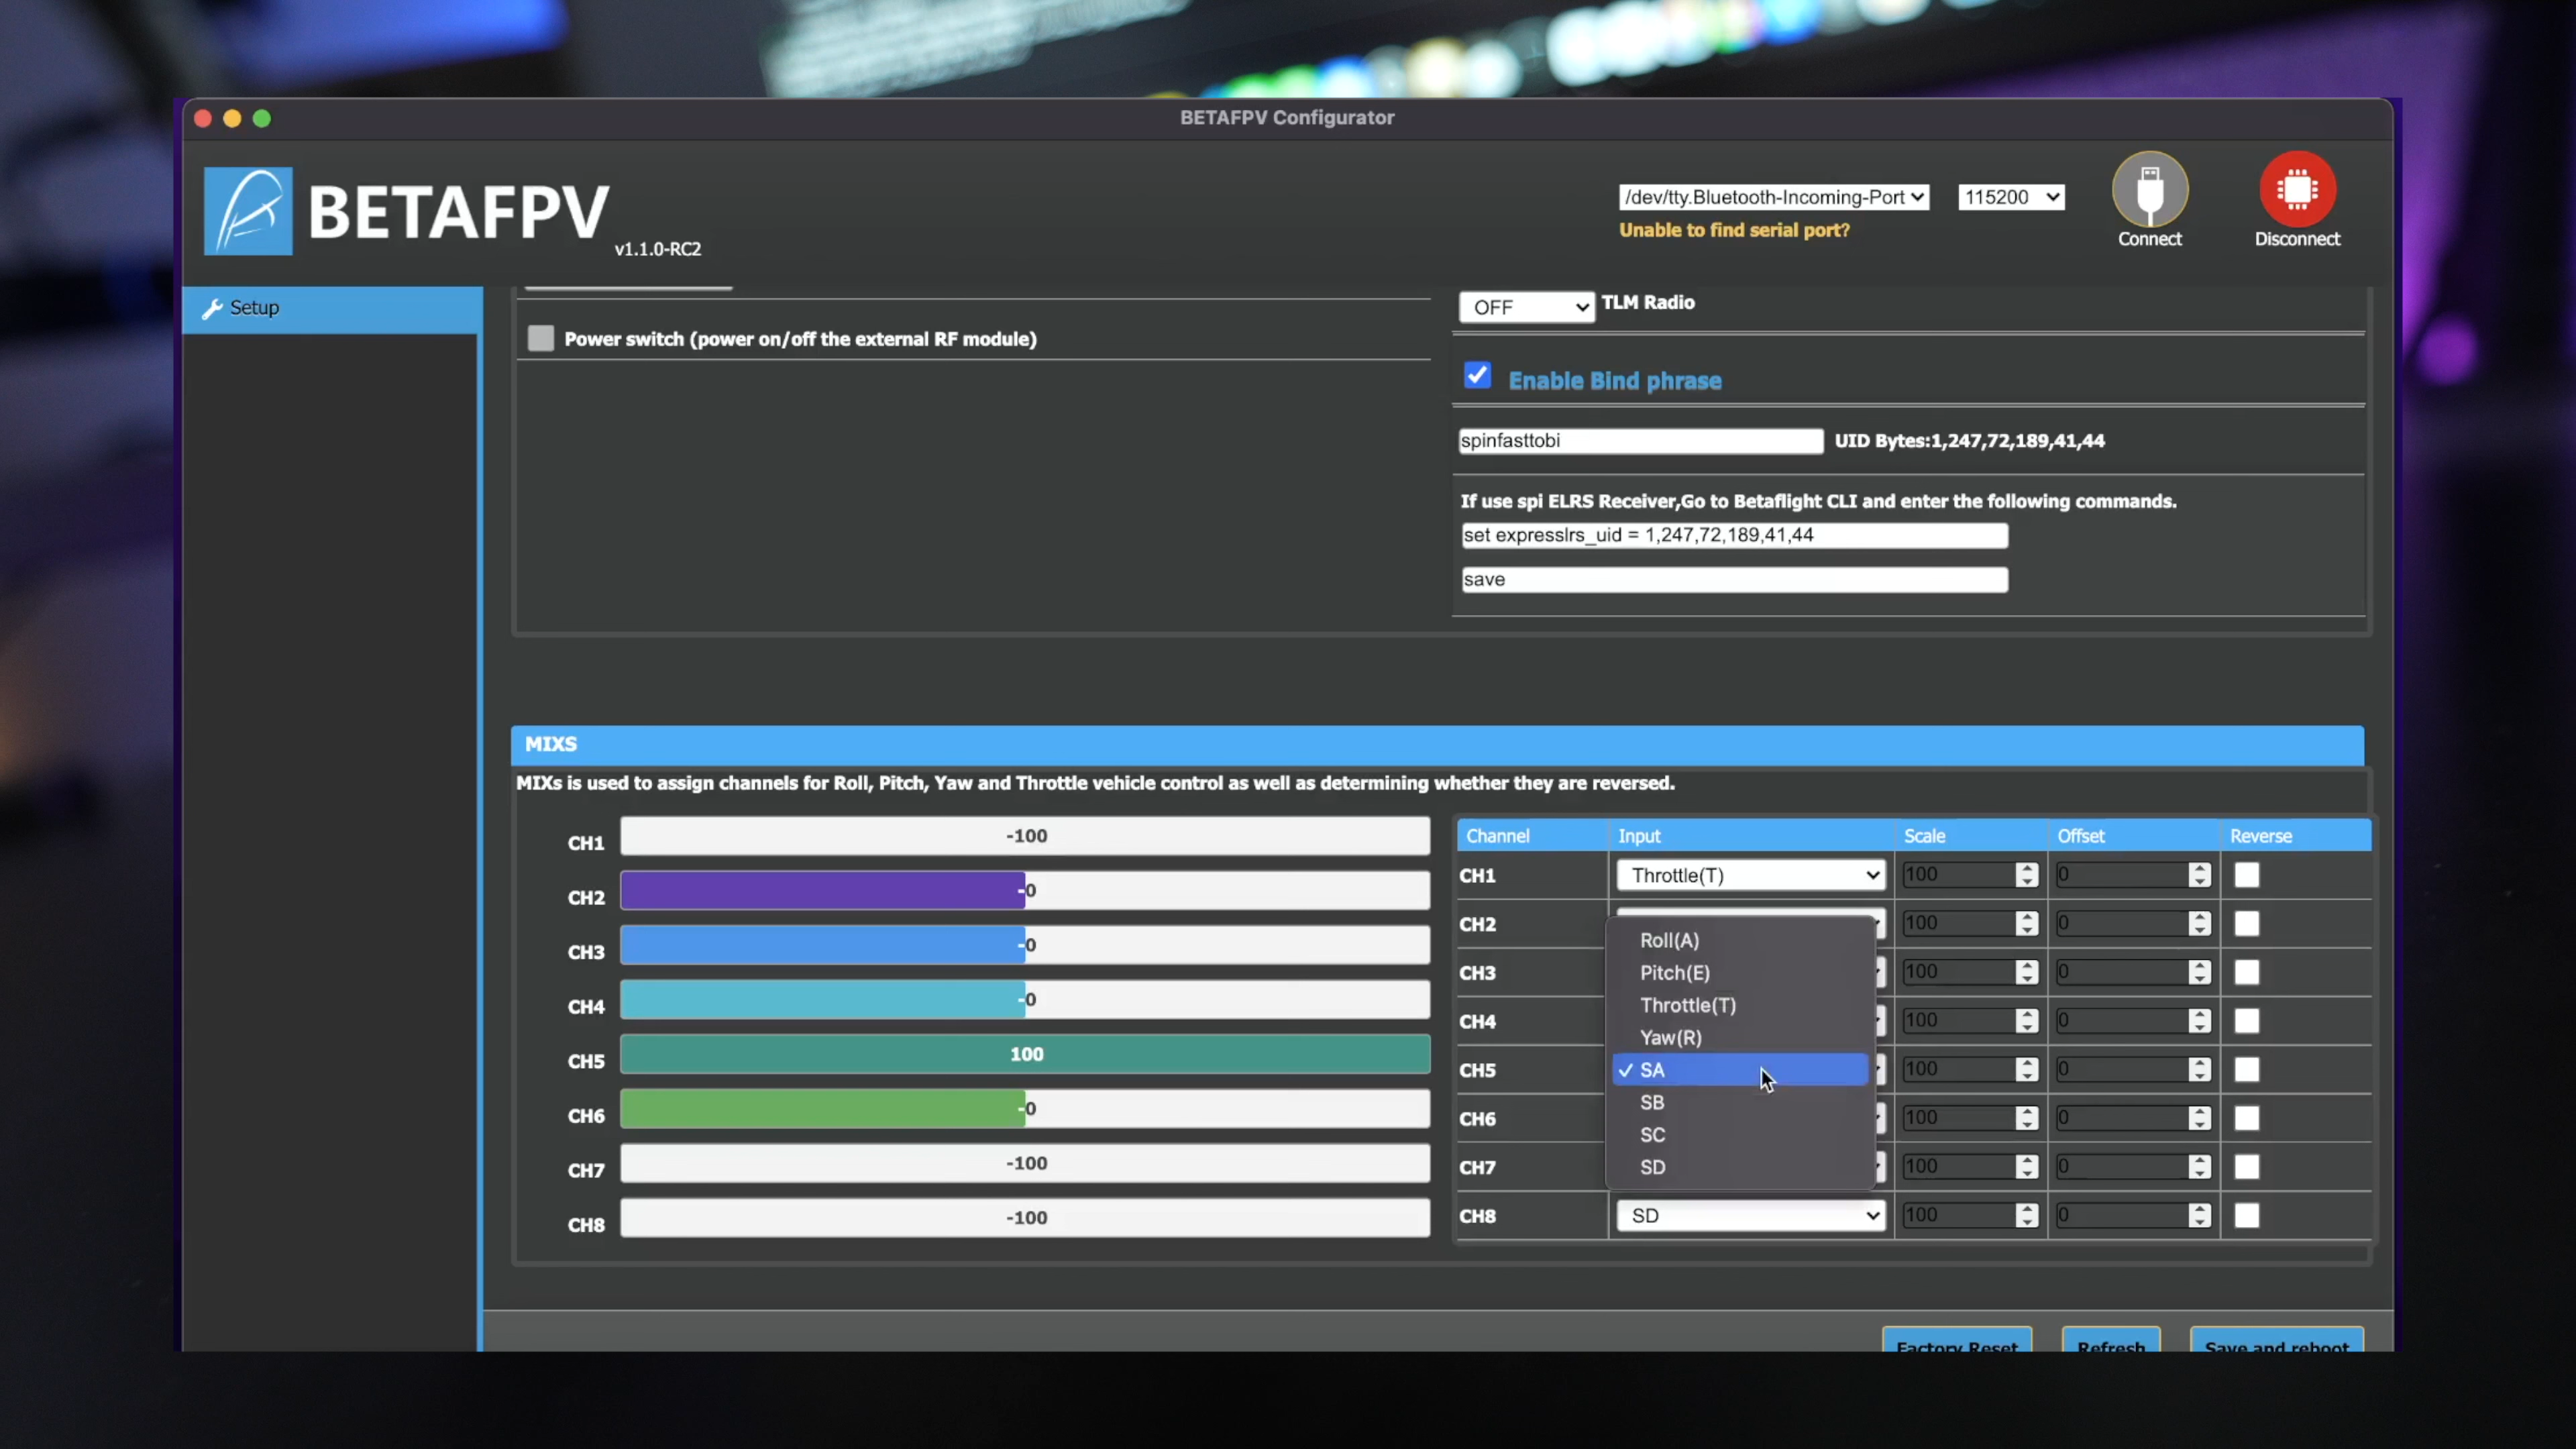 BETAFPV Configurator
BETAFPV
v1.1.0-RC2
/dev/tty.Bluetooth-Incoming-Port
115200
Unable to find serial port?
Connect
Disconnect
Setup
OFF
TLM Radio
Power switch (power on/off the external RF module)
Enable Bind phrase
spinfasttobi
UID Bytes:1,247,72,189,41,44
If use spi ELRS Receiver,Go to Betaflight CLI and enter the following commands.
set expresslrs_uid = 1,247,72,189,41,44
save
MIXS
MIXs is used to assign channels for Roll, Pitch, Yaw and Throttle vehicle control as well as determining whether they are reversed.
CH1 -100
CH2 -0
CH3 -0
CH4 -0
CH5 100
CH6 -0
CH7 -100
CH8 -100
Channel Input Scale Offset Reverse
CH1 Throttle(T) 100 0
CH2 100 0
CH3 100 0
CH4 100 0
CH5 100 0
CH6 100 0
CH7 100 0
CH8 SD 100 0
Roll(A)
Pitch(E)
Throttle(T)
Yaw(R)
✓ SA
SB
SC
SD
Factory Reset
Refresh
Save and reboot